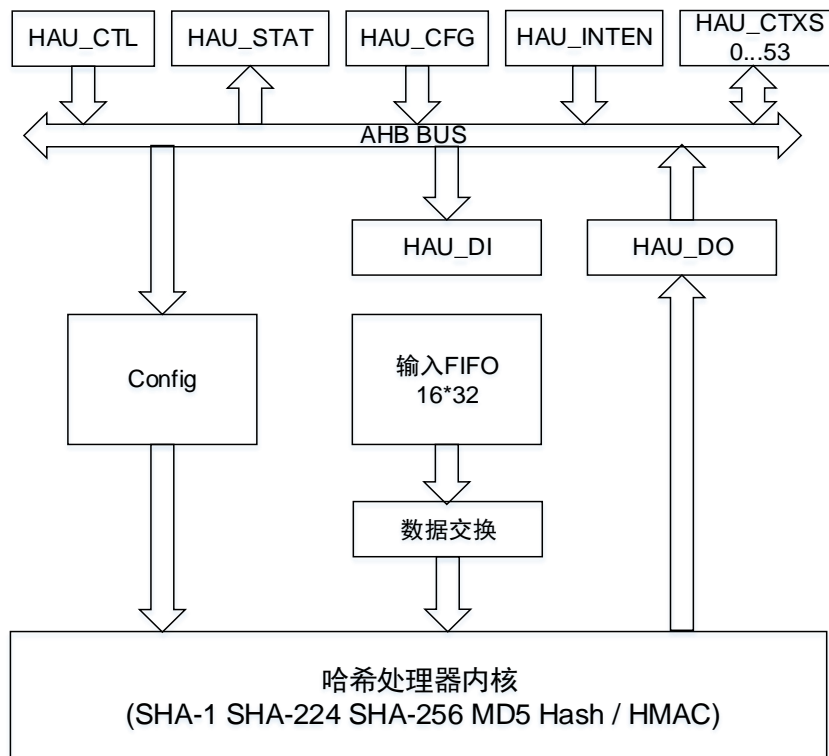 HAU_CTL
HAU_STAT
HAU_CFG
HAU_INTEN
HAU_CTXS
0...53
AHB BUS
HAU_DI
HAU_DO
Config
输入FIFO
16*32
数据交换
哈希处理器内核
(SHA-1 SHA-224 SHA-256 MD5 Hash / HMAC)